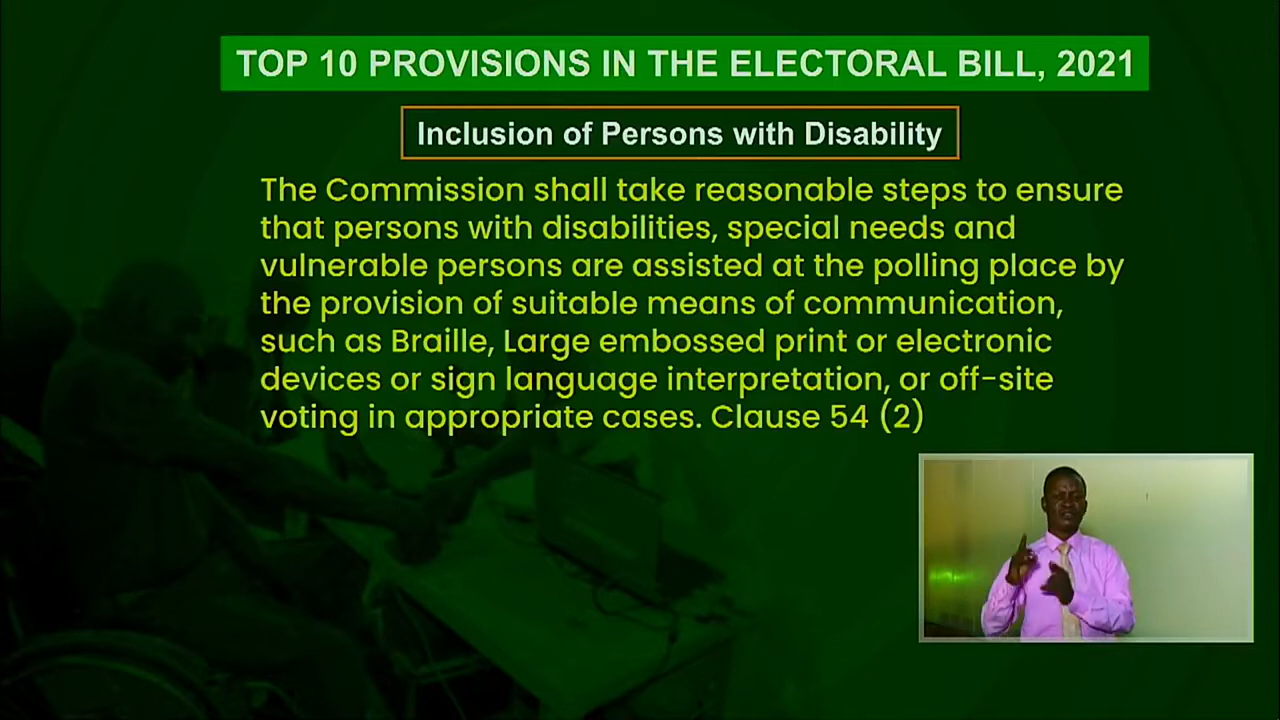 TOP 10 PROVISIONS IN THE ELECTORAL BILL, 2021
Inclusion of Persons with Disability
The Commission shall take reasonable steps to ensure
that persons with disabilities, special needs and
vulnerable persons are assisted at the polling place by
the provision of suitable means of communication,
such as Braille, Large embossed print or electronic
devices or sign language interpretation, or off-site
voting in appropriate cases. Clause 54 (2)